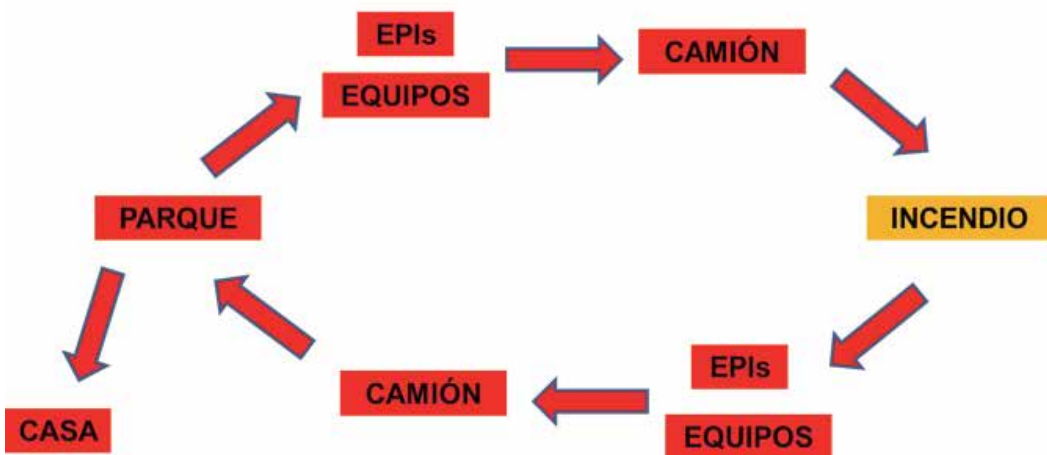 EPIs
EQUIPOS
CAMIÓN
PARQUE
INCENDIO
EPIs
EQUIPOS
CAMIÓN
CASA